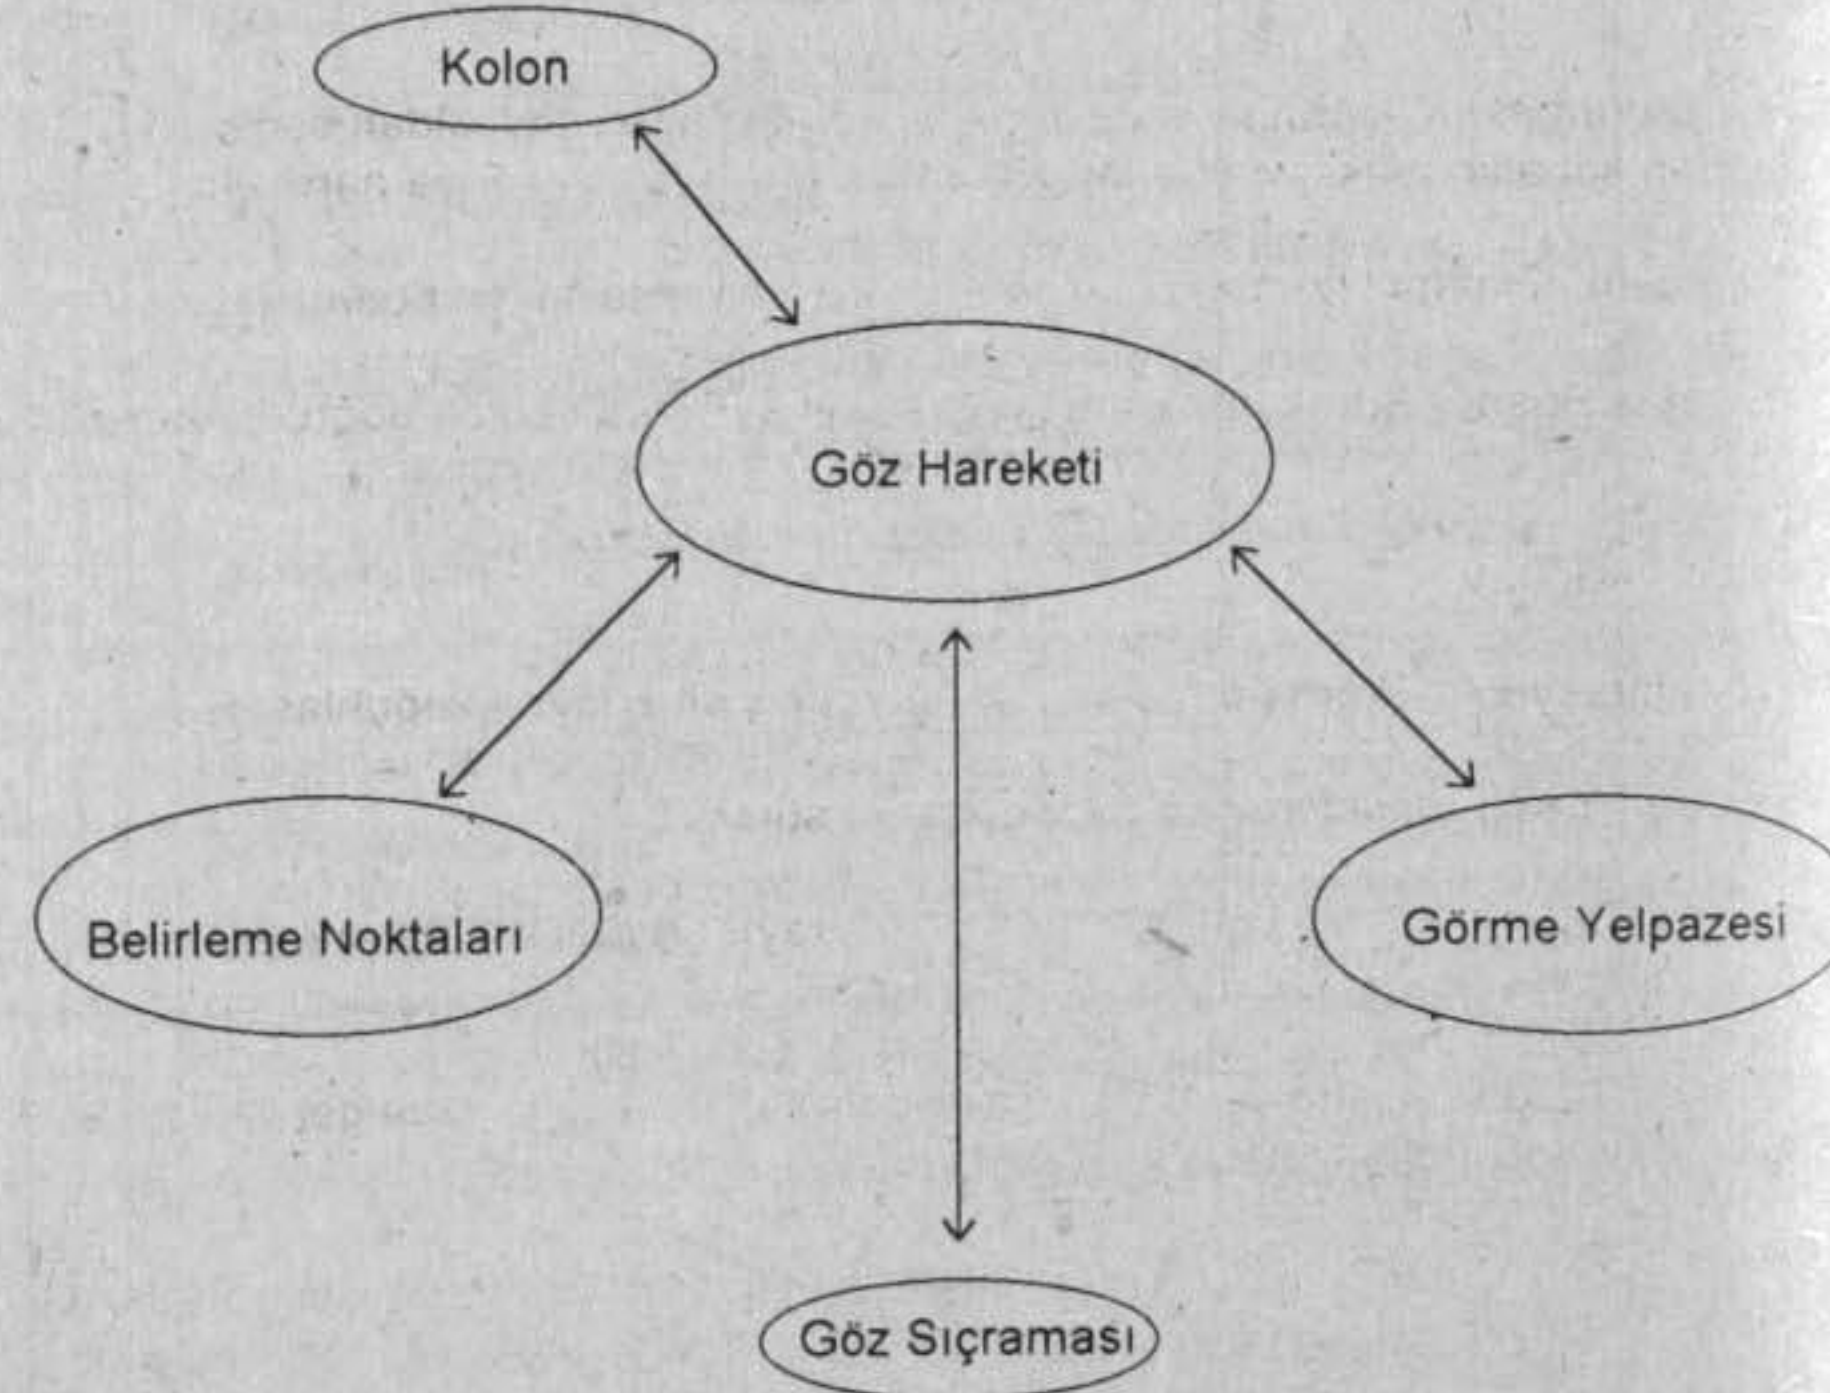 Kolon
Göz Hareketi
Belirleme Noktaları
Görme Yelpazesi
Göz Sıçraması